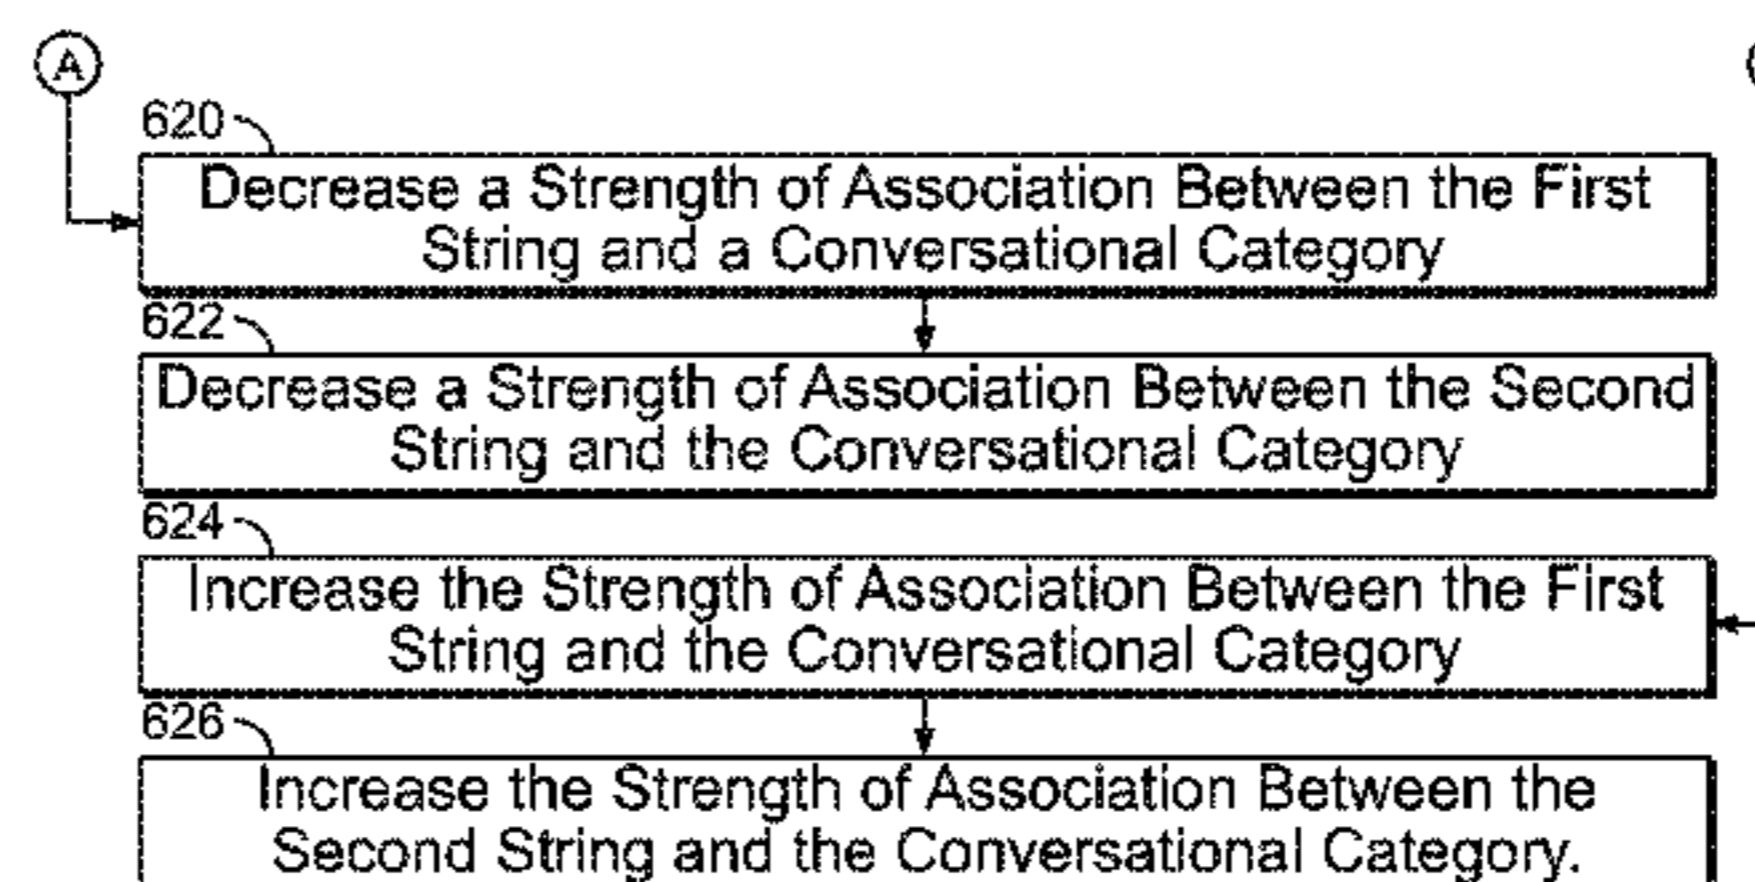 A
620
Decrease a Strength of Association Between the First
String and a Conversational Category
622
Decrease a Strength of Association Between the Second
String and the Conversational Category
624
Increase the Strength of Association Between the First
String and the Conversational Category
626
Increase the Strength of Association Between the
Second String and the Conversational Category.